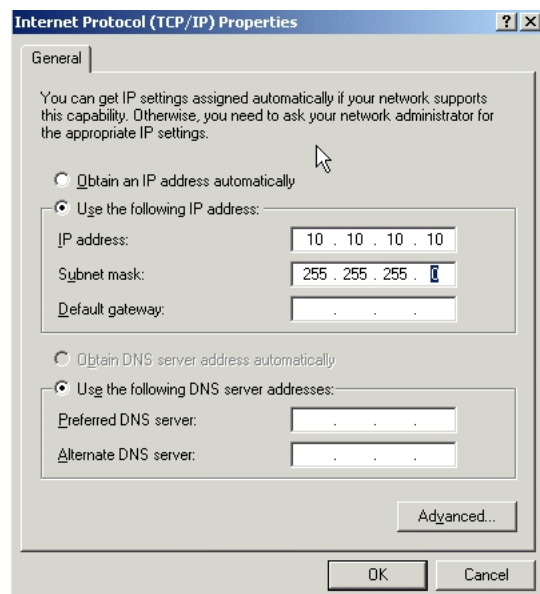 Internet Protocol (TCP/IP) Properties
General
You can get IP settings assigned automatically if your network supports
this capability. Otherwise, you need to ask your network administrator for
the appropriate IP settings.
Obtain an IP address automatically
Use the following IP address:
IP address: 10 . 10 . 10 . 10
Subnet mask: 255 . 255 . 255 . 0
Default gateway: . . .
Obtain DNS server address automatically
Use the following DNS server addresses:
Preferred DNS server: . . .
Alternate DNS server: . . .
Advanced...
OK Cancel